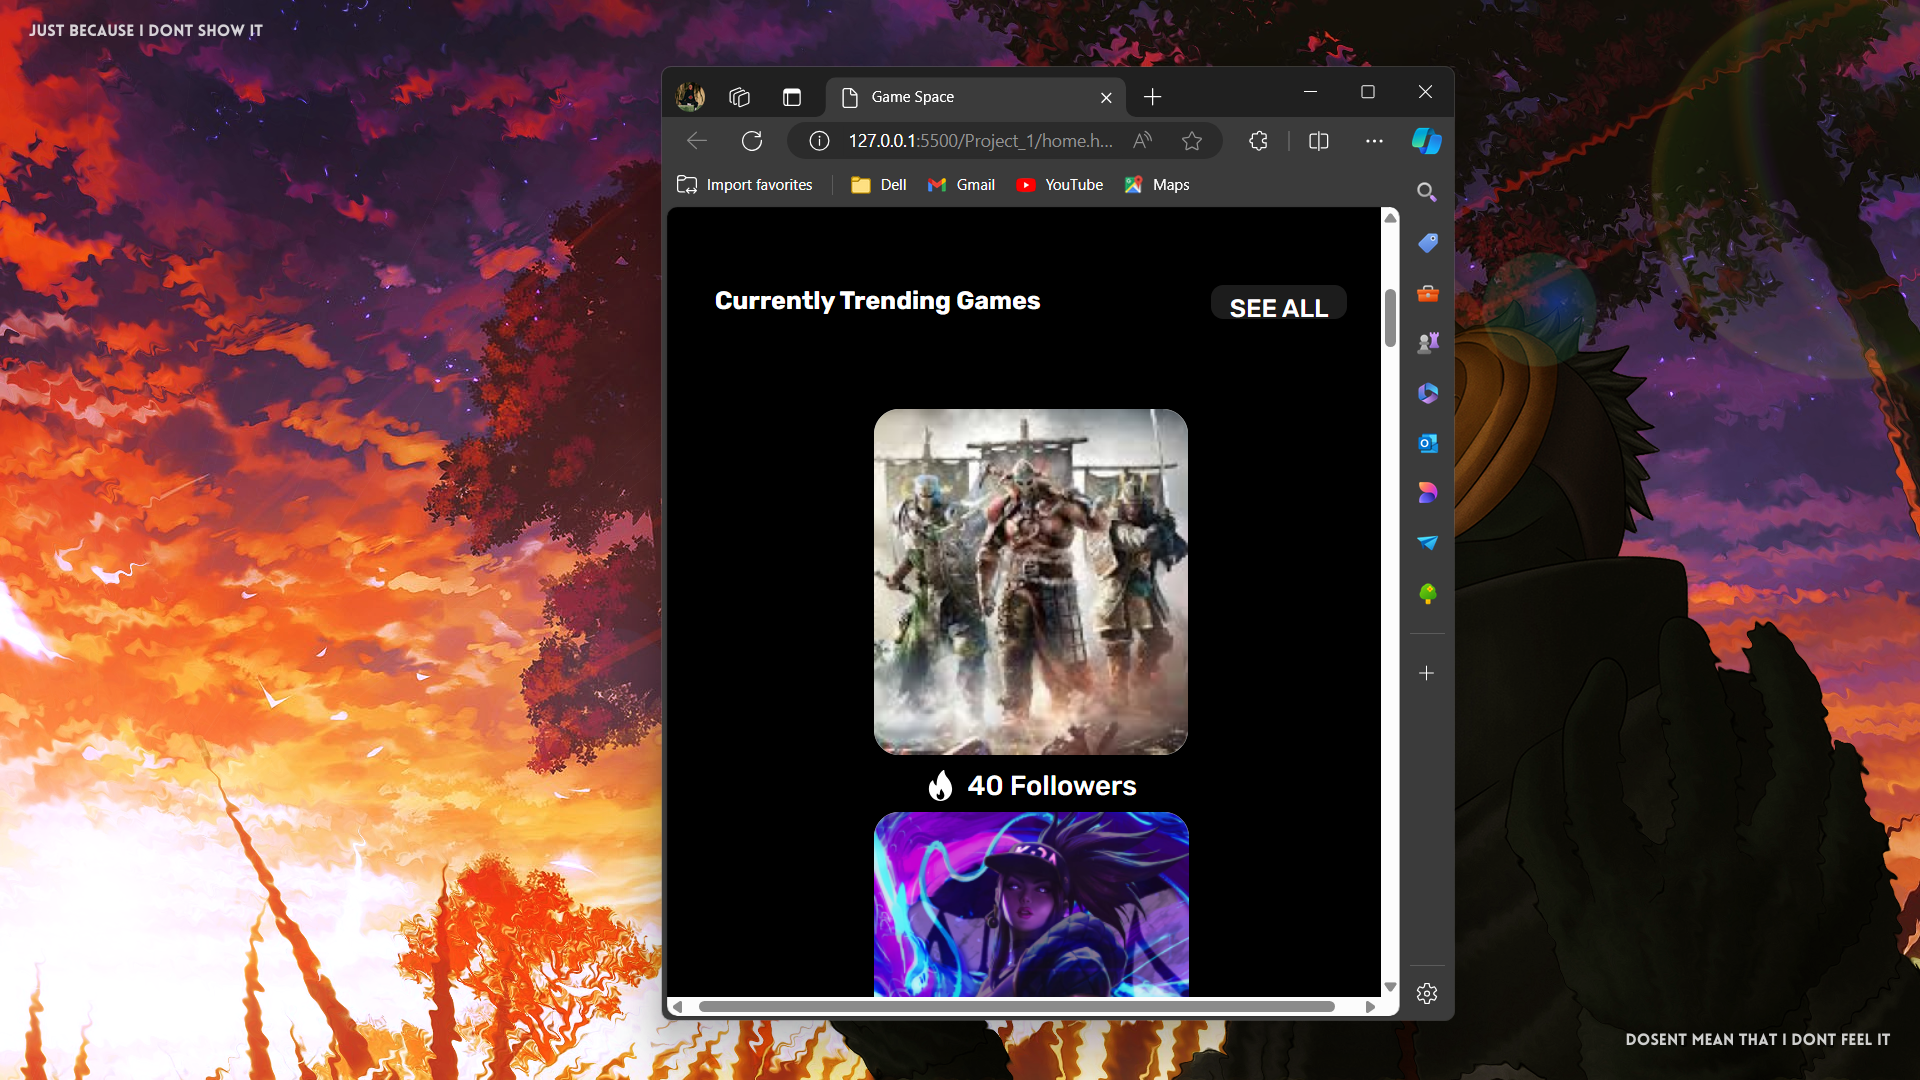 JUST BECAUSE I DONT SHOW IT
Game Space
127.0.0.1:5500/Project_1/home.h...
Import favorites
Dell
Gmail
YouTube
Maps
Currently Trending Games
SEE ALL
40 Followers
K/DA
DOSENT MEAN THAT I DONT FEEL IT